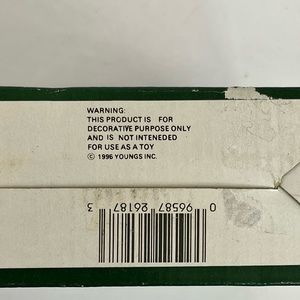 WARNING:
THIS PRODUCT IS FOR
DECORATIVE PURPOSE ONLY
AND IS NOT INTENEDED
FOR USE AS A TOY
© 1996 YOUNGS INC.
0 96587 26187 3